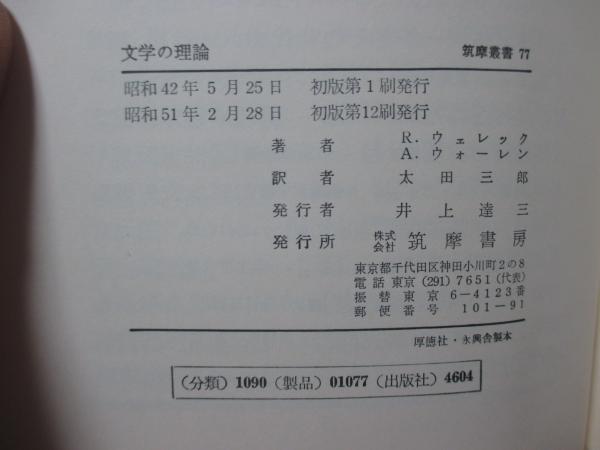 文学の理論 筑摩叢書 77
昭和42年 5月25日 初版第1刷発行
昭和51年 2月28日 初版第12刷発行
著者 R.ウェレック
A.ウォーレン
訳者 太田三郎
発行者 井上達三
発行所 株式会社 筑摩書房
東京都千代田区神田小川町2の8
電話 東京 (291) 7651 (代表)
振替 東京 6-4123番
郵便番号 101-91
厚徳社・永興舎製本
(分類) 1090 (製品) 01077 (出版社) 4604